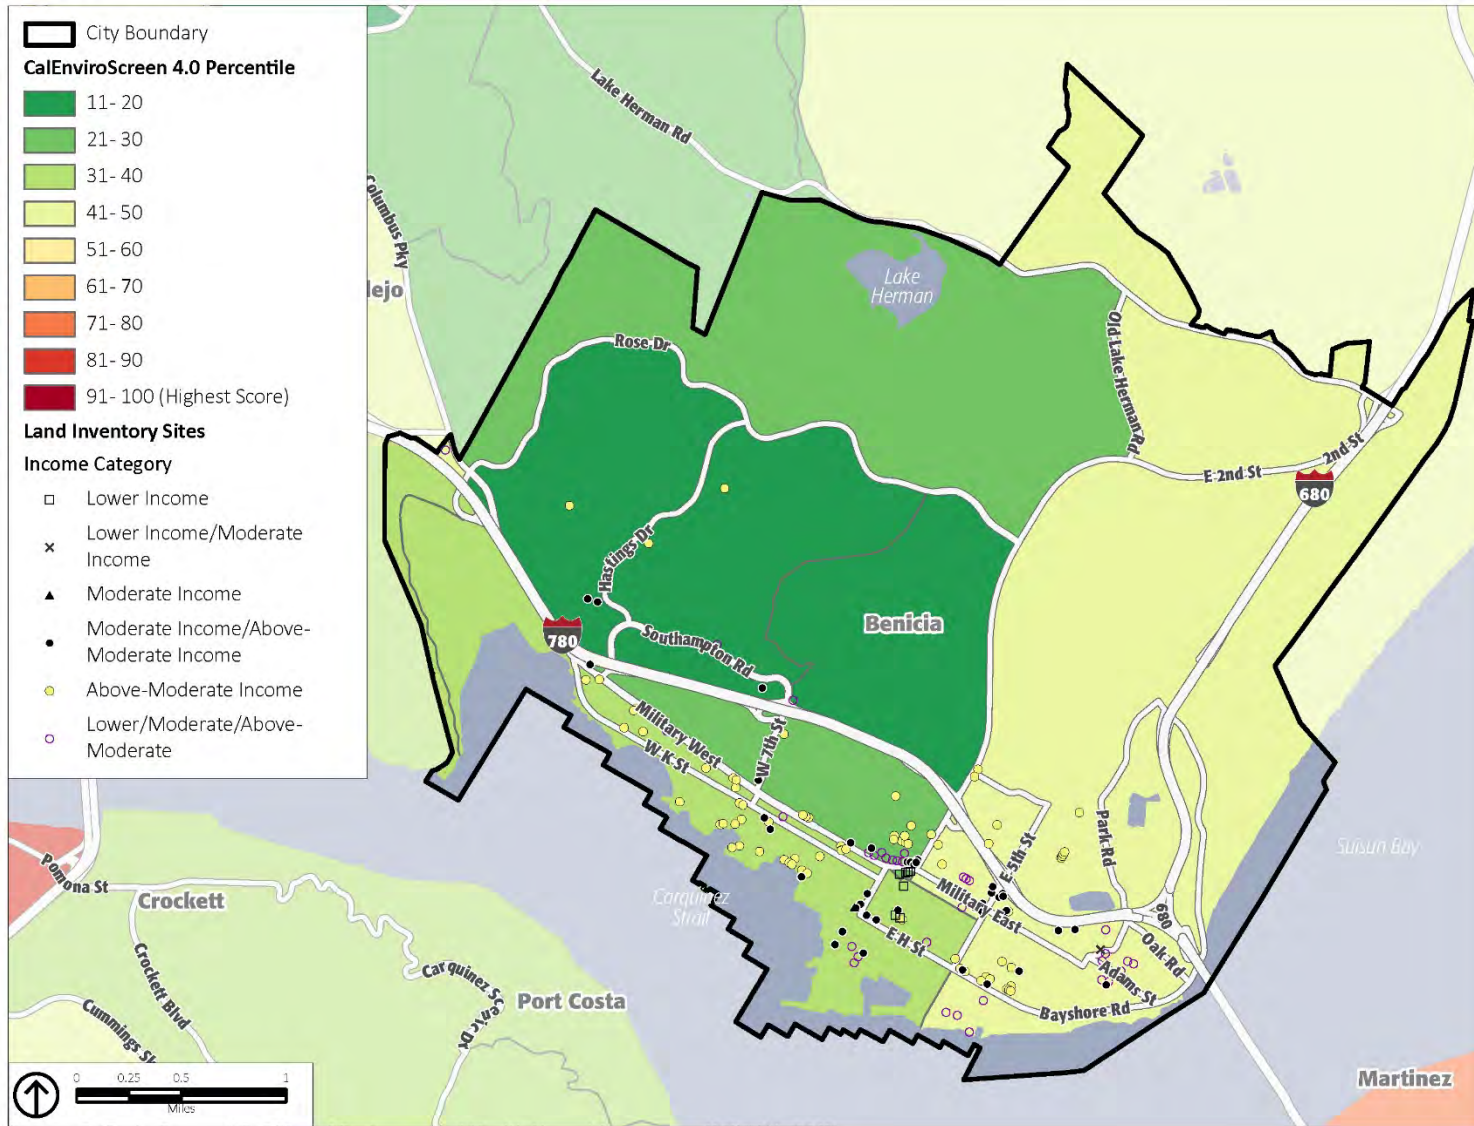 City Boundary
CalEnviroScreen 4.0 Percentile
11- 20
21- 30
31- 40
41- 50
51- 60
61- 70
71- 80
81- 90
91- 100 (Highest Score)
Land Inventory Sites
Income Category
Lower Income
Lower Income/Moderate
Income
Moderate Income
Moderate Income/Above-
Moderate Income
Above-Moderate Income
Lower/Moderate/Above-
Moderate
0 0.25 0.5 1
Miles
Lake Herman Rd
Columbus Pky
lejo
Lake
Herman
Rose Dr
Old Lake Herman Rd
E 2nd St
2nd St
680
Hastings Dr
Benicia
780
Southampton Rd
Military West
W K St
W 7th St
E 5th St
Park Rd
Suisun Bay
Pomona St
Crockett
Carquinez
Strait
Military East
680
Oak Rd
E H St
Adams St
Bayshore Rd
Crockett Blvd
Carquinez Scenic Dr
Port Costa
Cummings Sk
Martinez